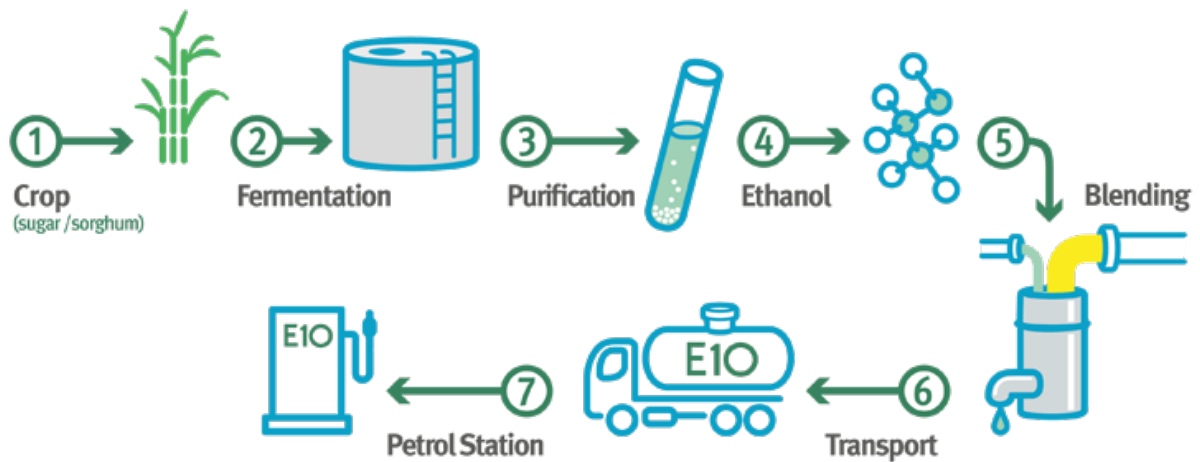 1
Crop
(sugar/sorghum)
2
Fermentation
3
Purification
4
Ethanol
5
Blending
6
Transport
E10
7
Petrol Station
E10